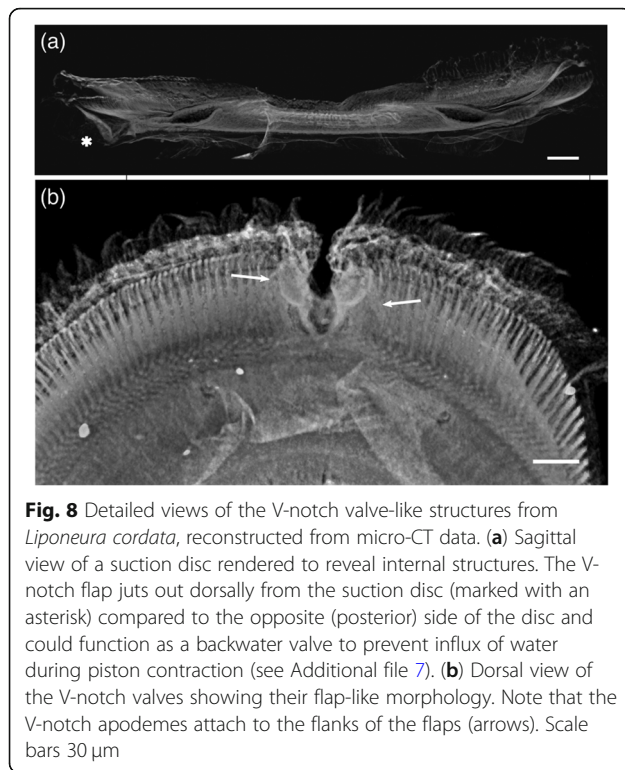 (a)
*
(b)
Fig. 8 Detailed views of the V-notch valve-like structures from
Liponeura cordata, reconstructed from micro-CT data. (a) Sagittal
view of a suction disc rendered to reveal internal structures. The V-
notch flap juts out dorsally from the suction disc (marked with an
asterisk) compared to the opposite (posterior) side of the disc and
could function as a backwater valve to prevent influx of water
during piston contraction (see Additional file 7). (b) Dorsal view of
the V-notch valves showing their flap-like morphology. Note that the
V-notch apodemes attach to the flanks of the flaps (arrows). Scale
bars 30 μm